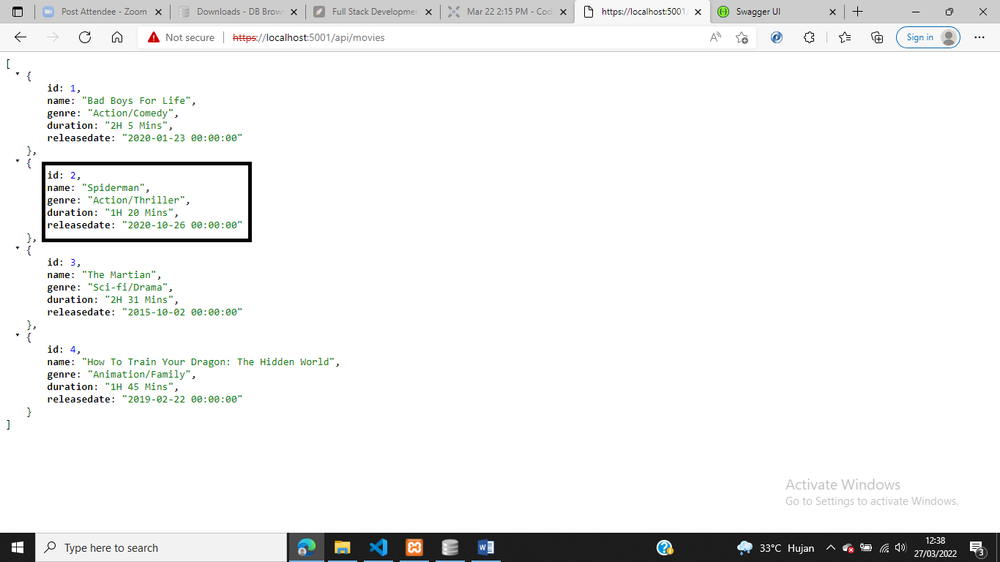 Post Attendee - Zoom
Downloads - DB Brows
Full Stack Developmen
Mar 22 2:15 PM - Cod
https://localhost:5001/
Swagger UI
Not secure
https://localhost:5001/api/movies
Sign in
[
{
id: 1,
name: "Bad Boys For Life",
genre: "Action/Comedy",
duration: "2H 5 Mins",
releasedate: "2020-01-23 00:00:00"
},
{
id: 2,
name: "Spiderman",
genre: "Action/Thriller",
duration: "1H 20 Mins",
releasedate: "2020-10-26 00:00:00"
},
{
id: 3,
name: "The Martian",
genre: "Sci-fi/Drama",
duration: "2H 31 Mins",
releasedate: "2015-10-02 00:00:00"
},
{
id: 4,
name: "How To Train Your Dragon: The Hidden World",
genre: "Animation/Family",
duration: "1H 45 Mins",
releasedate: "2019-02-22 00:00:00"
}
]
Activate Windows
Go to Settings to activate Windows.
Type here to search
33°C Hujan
12:38
27/03/2022
3